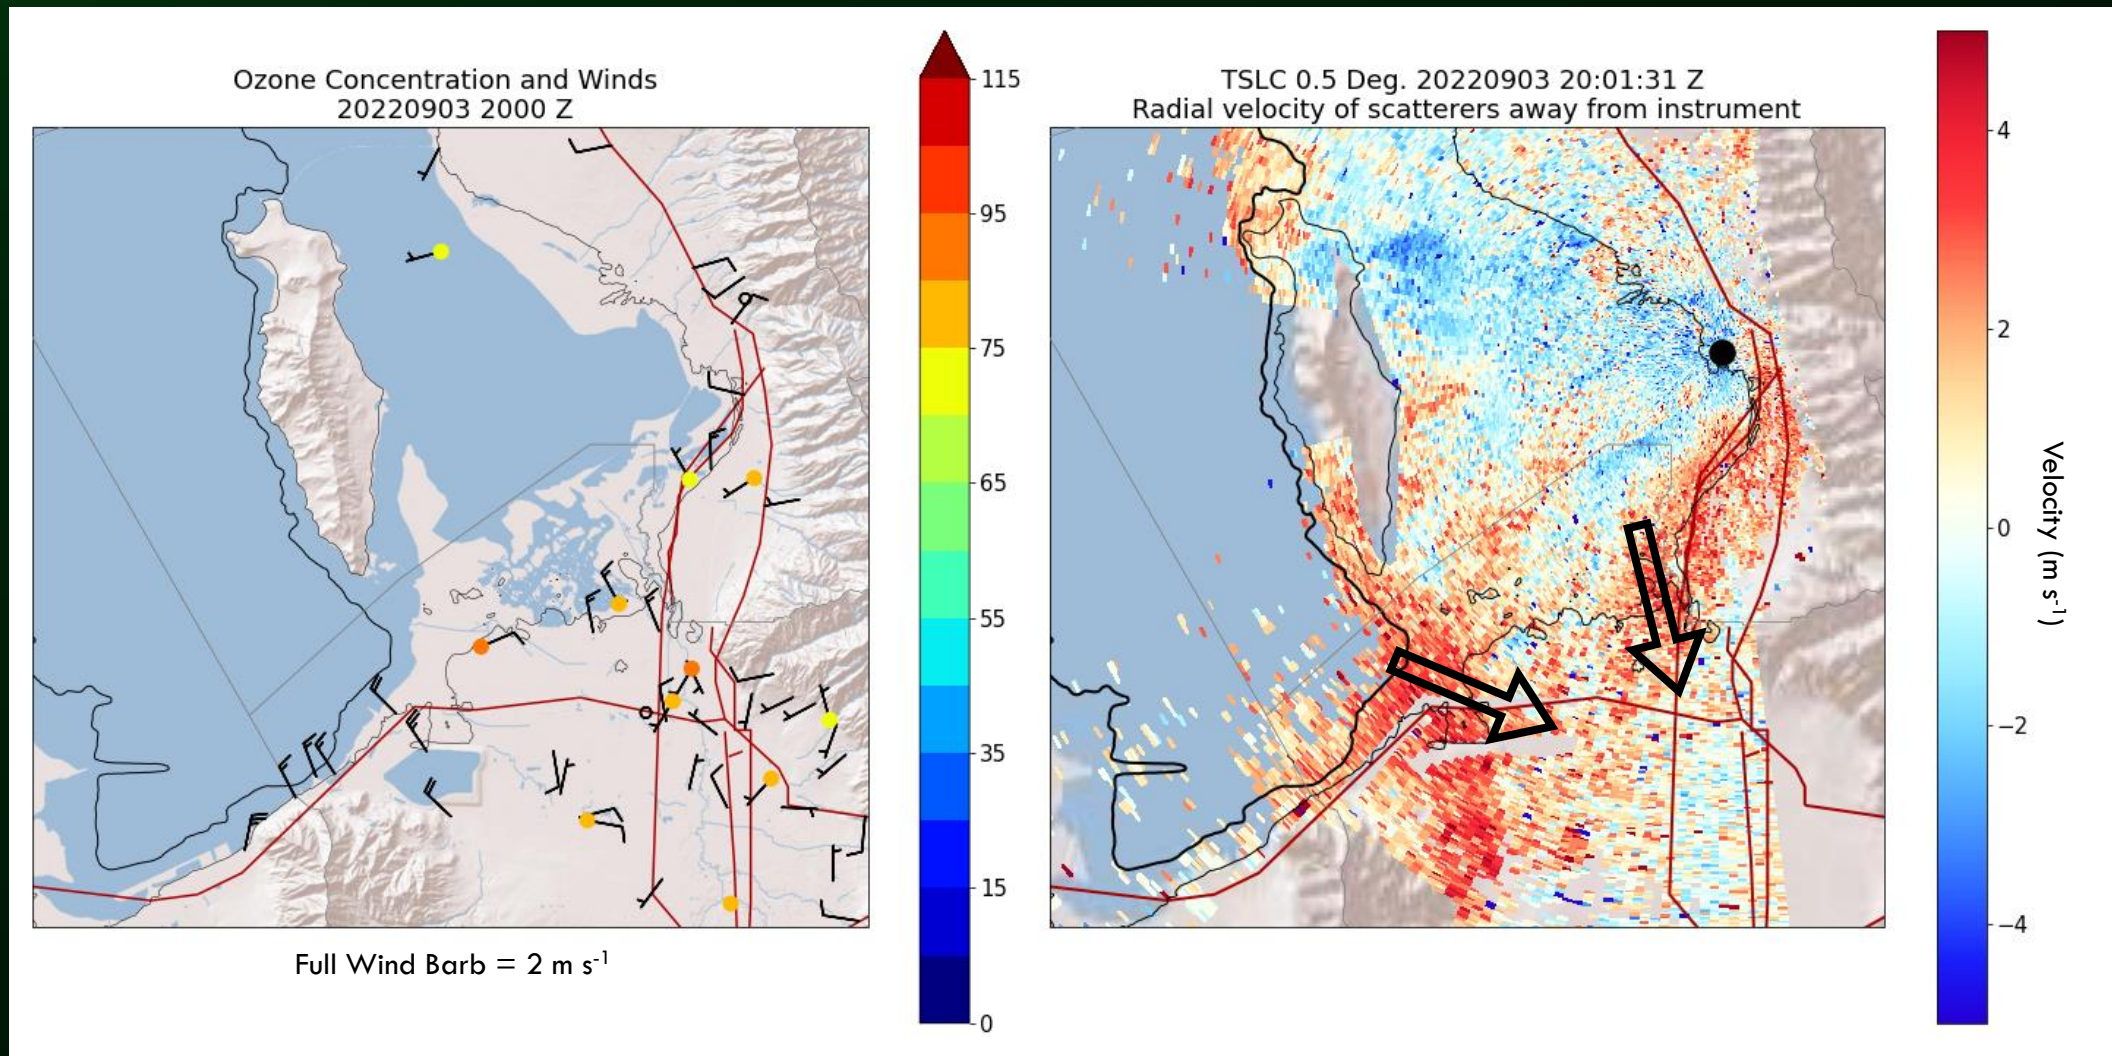 Ozone Concentration and Winds
20220903 2000 Z
115
95
75
65
55
35
15
0
Full Wind Barb = 2 m s-1
TSLC 0.5 Deg. 20220903 20:01:31 Z
Radial velocity of scatterers away from instrument
4
2
0
−2
−4
Velocity (m s-1)